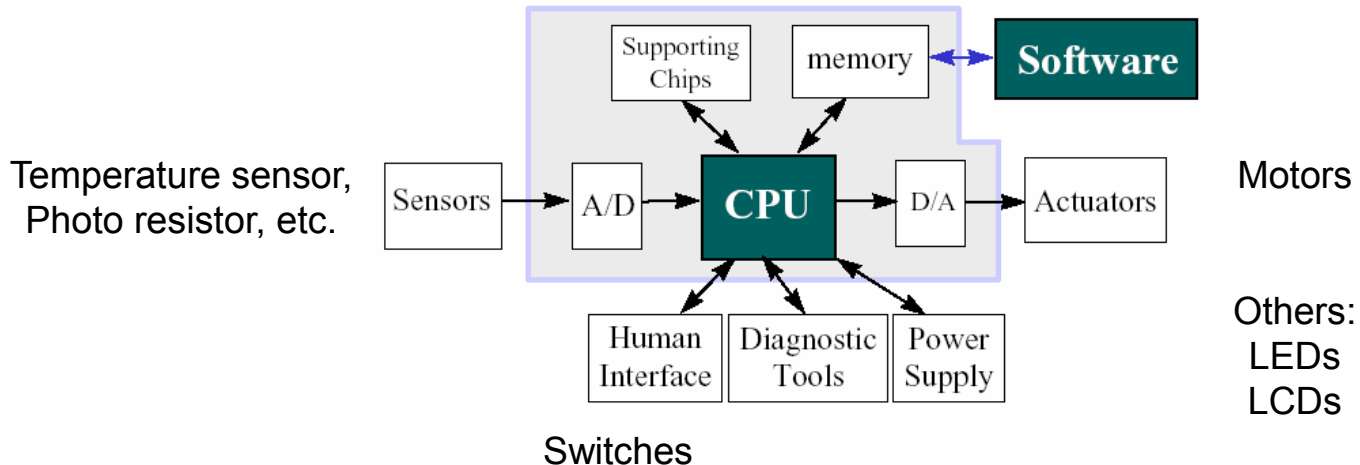 Supporting
Chips
memory
Software
Temperature sensor,
Photo resistor, etc.
Sensors
A/D
CPU
D/A
Actuators
Motors
Human
Interface
Diagnostic
Tools
Power
Supply
Others:
LEDs
LCDs
Switches